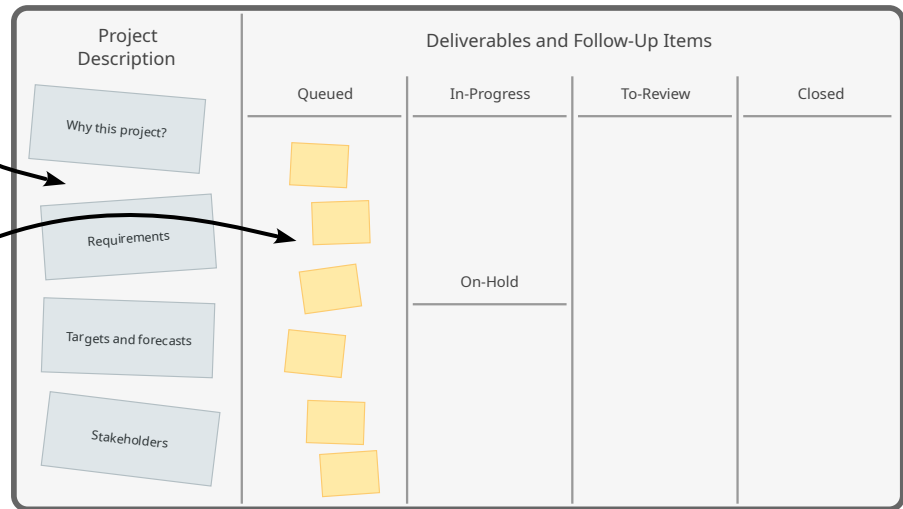 Project
Description
Deliverables and Follow-Up Items
Queued
In-Progress
To-Review
Closed
Why this project?
Requirements
On-Hold
Targets and forecasts
Stakeholders